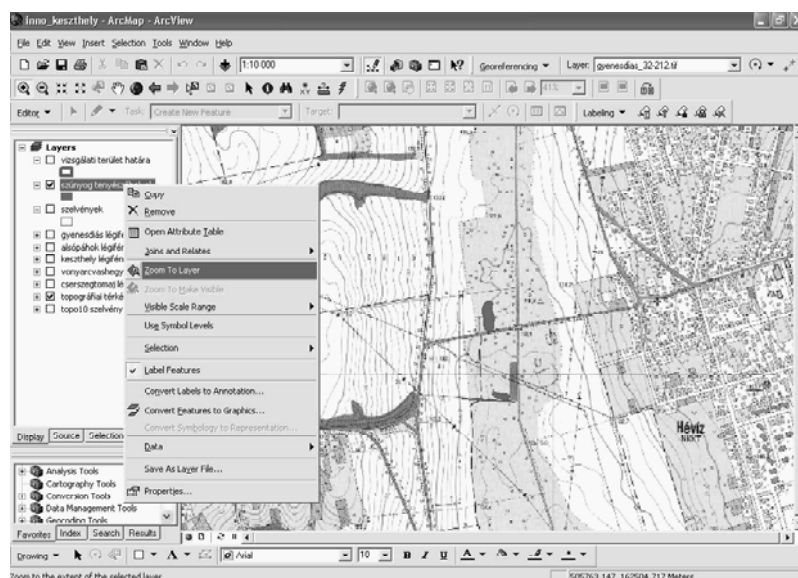 Inno_keszthely - ArcMap - ArcView
File Edit View Insert Selection Tools Window Help
1:10 000 Georeferencing Layer: gyenesdias_32-212.tif
41%
Editor Task: Create New Feature Target: Labeling
Layers
vizsgálati terület határa
szúnyog tenyész
szelvények
gyenesdiás légifé
alsópáhok légifér
keszthely légifén
vonyarcvashegy
cserszegtomaj lé
topográfiai térké
topo10 szelvény
Copy
Remove
Open Attribute Table
Joins and Relates
Zoom To Layer
Zoom To Make Visible
Visible Scale Range
Use Symbol Levels
Selection
Label Features
Convert Labels to Annotation...
Convert Features to Graphics...
Convert Symbology to Representation...
Data
Save As Layer File...
Properties...
Display Source Selection
Analysis Tools
Cartography Tools
Conversion Tools
Data Management Tools
Geocoding Tools
Favorites Index Search Results
Hévíz
Drawing Arial 10 B I U A
Zoom to the extent of the selected layer
505763,147 162504,717 Meters